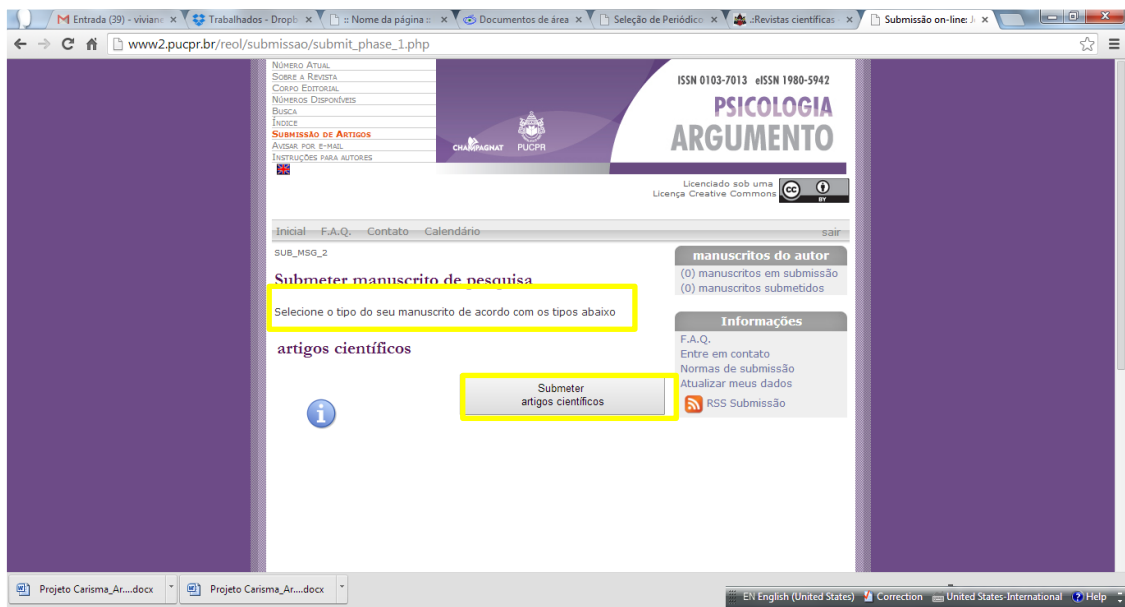 Entrada (39) - viviane
Trabalhados - Dropb
:: Nome da página ::
Documentos de área
Seleção de Periódico
.:Revistas científicas
Submissão on-line: J
www2.pucpr.br/reol/submissao/submit_phase_1.php
Número Atual
Sobre a Revista
Corpo Editorial
Números Disponíveis
Busca
Índice
Submissão de Artigos
Avisar por e-mail
Instruções para autores
CHAMPAGNAT
PUCPR
ISSN 0103-7013 eISSN 1980-5942
PSICOLOGIA
ARGUMENTO
Licenciado sob uma
Licença Creative Commons
cc
BY
Inicial F.A.Q. Contato Calendário sair
SUB_MSG_2
Submeter manuscrito de pesquisa
Selecione o tipo do seu manuscrito de acordo com os tipos abaixo
artigos científicos
Submeter
artigos científicos
manuscritos do autor
(0) manuscritos em submissão
(0) manuscritos submetidos
Informações
F.A.Q.
Entre em contato
Normas de submissão
Atualizar meus dados
RSS Submissão
Projeto Carisma_Ar....docx
Projeto Carisma_Ar....docx
EN English (United States) Correction United States-International Help